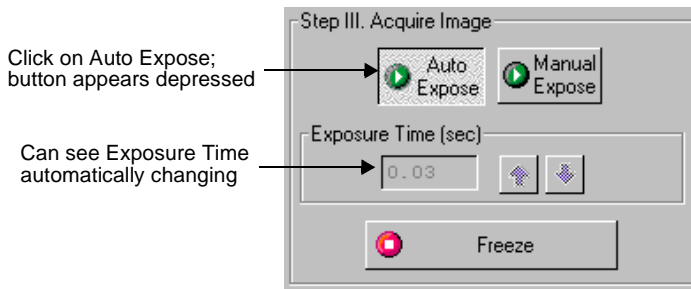 Step III. Acquire Image
Click on Auto Expose;
button appears depressed
Auto
Expose
Manual
Expose
Exposure Time (sec)
Can see Exposure Time
automatically changing
0.03
Freeze